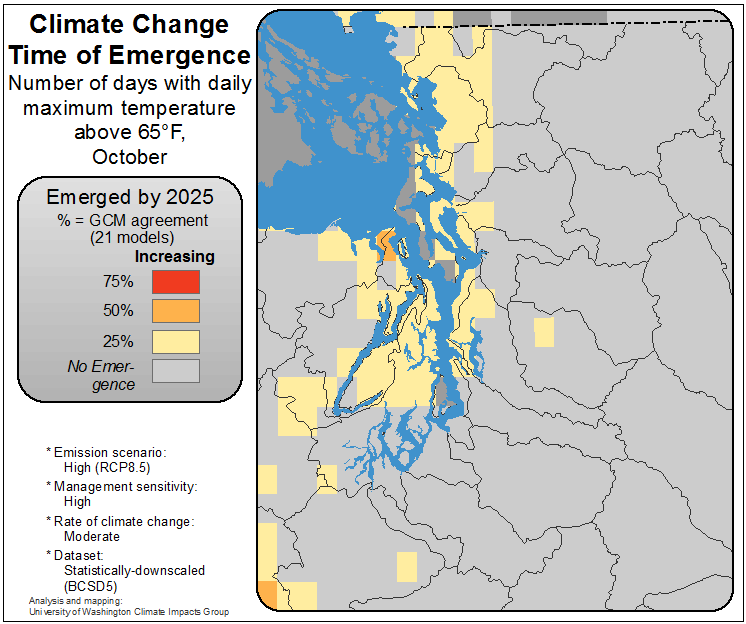 Climate Change
Time of Emergence
Number of days with daily
maximum temperature
above 65°F,
October
Emerged by 2025
% = GCM agreement
(21 models)
Increasing
75%
50%
25%
No Emer-
gence
* Emission scenario:
High (RCP8.5)
* Management sensitivity:
High
* Rate of climate change:
Moderate
* Dataset:
Statistically-downscaled
(BCSD5)
Analysis and mapping:
University of Washington Climate Impacts Group